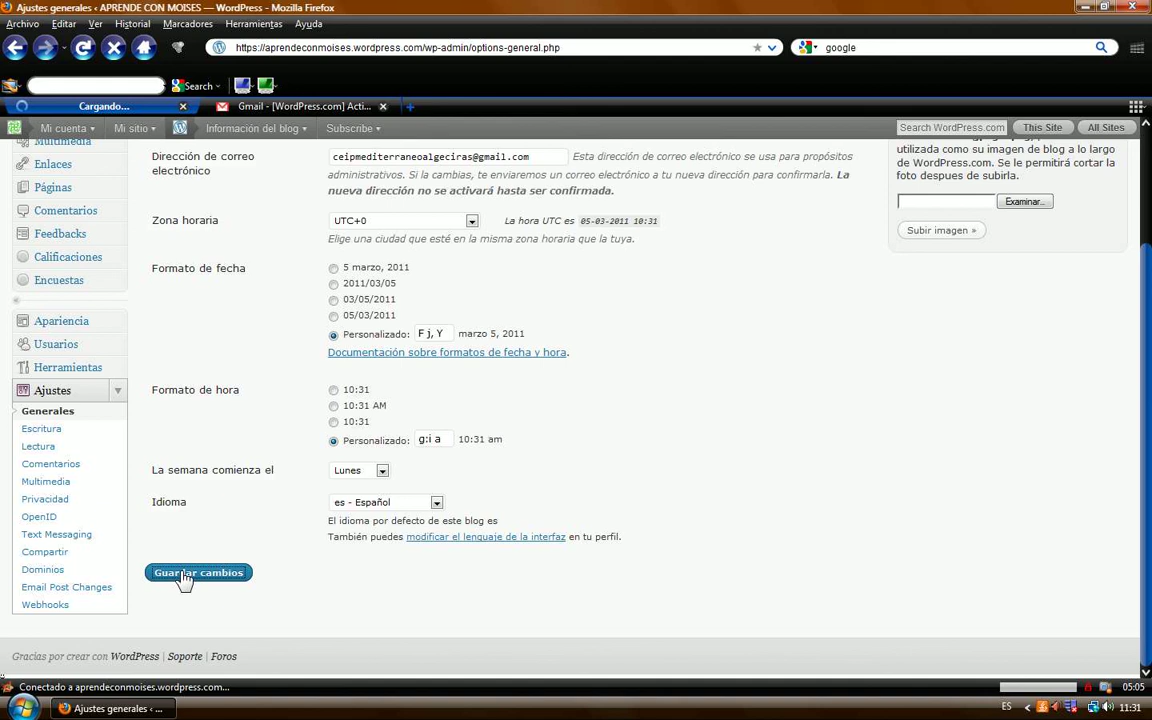 Ajustes generales ‹ APRENDE CON MOISES — WordPress - Mozilla Firefox
Archivo Editar Ver Historial Marcadores Herramientas Ayuda
https://aprendeconmoises.wordpress.com/wp-admin/options-general.php google
Search
Cargando... Gmail - [WordPress.com] Acti...
Mi cuenta Mi sitio Información del blog Subscribe Search WordPress.com This Site All Sites
Multimedia
Enlaces
Páginas
Comentarios
Feedbacks
Calificaciones
Encuestas
Apariencia
Usuarios
Herramientas
Ajustes
Generales
Escritura
Lectura
Comentarios
Multimedia
Privacidad
OpenID
Text Messaging
Compartir
Dominios
Email Post Changes
Webhooks
Dirección de correo electrónico
ceipmediterraneoalgeciras@gmail.com Esta dirección de correo electrónico se usa para propósitos
administrativos. Si la cambias, te enviaremos un correo electrónico a tu nueva dirección para confirmarla. La
nueva dirección no se activará hasta ser confirmada.
Zona horaria UTC+0 La hora UTC es 05-03-2011 10:31
Elige una ciudad que esté en la misma zona horaria que la tuya.
Formato de fecha 5 marzo, 2011
2011/03/05
03/05/2011
05/03/2011
Personalizado: F j, Y marzo 5, 2011
Documentación sobre formatos de fecha y hora.
Formato de hora 10:31
10:31 AM
10:31
Personalizado: g:i a 10:31 am
La semana comienza el Lunes
Idioma es - Español
El idioma por defecto de este blog es
También puedes modificar el lenguaje de la interfaz en tu perfil.
Guardar cambios
utilizada como su imagen de blog a lo largo
de WordPress.com. Se le permitirá cortar la
foto despues de subirla.
Examinar...
Subir imagen »
Gracias por crear con WordPress | Soporte | Foros
Conectado a aprendeconmoises.wordpress.com... 05:05
Ajustes generales ‹ ... ES 11:31